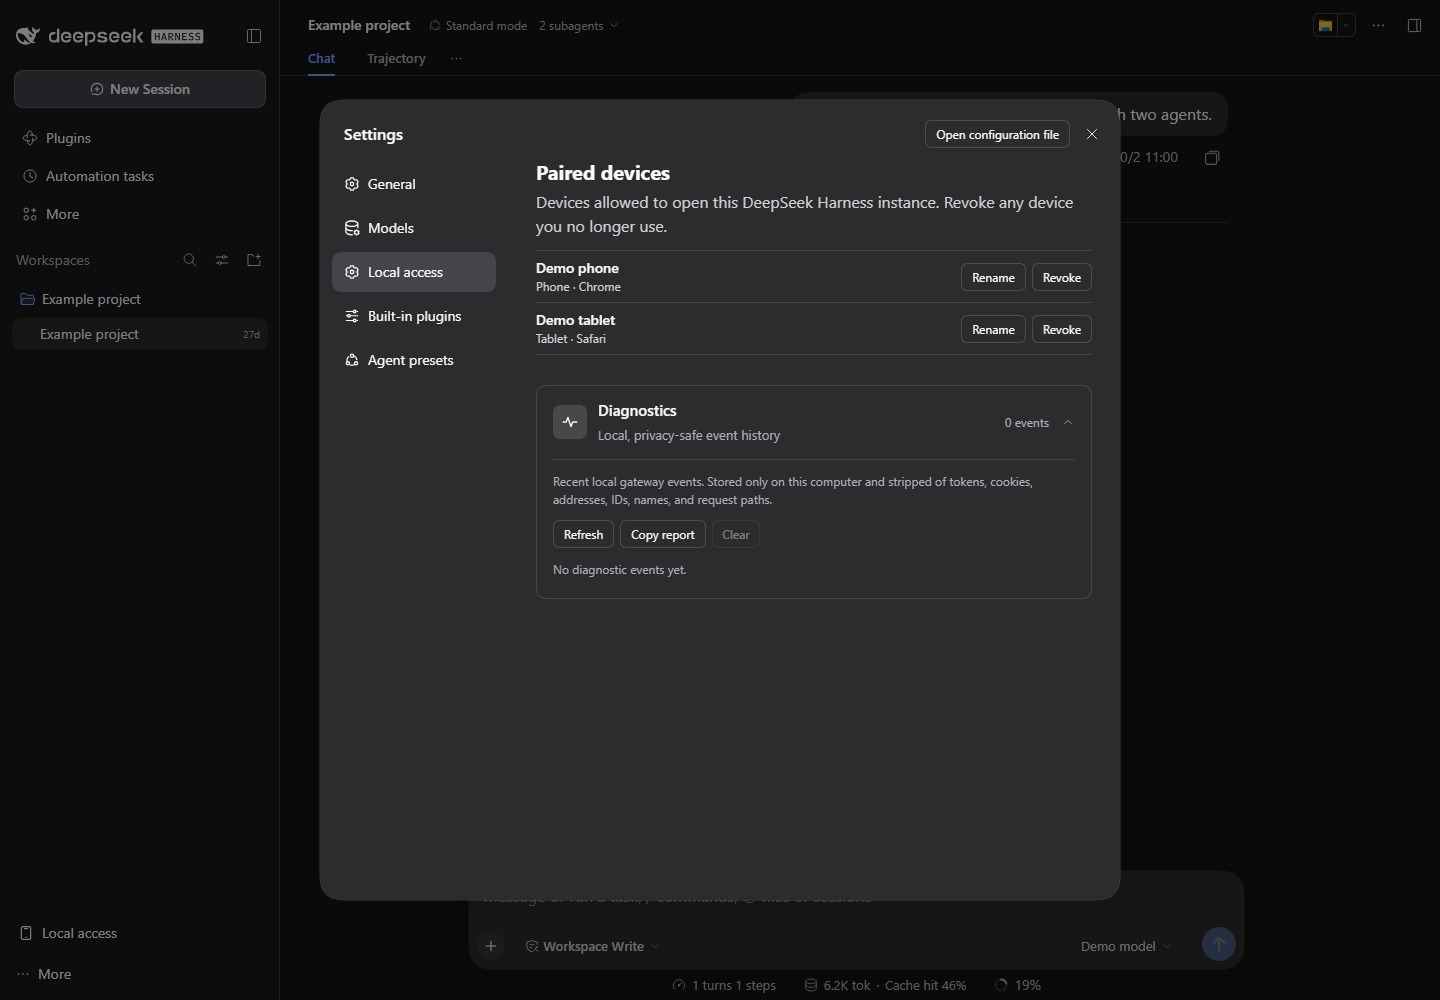 deepseek HARNESS
New Session
Plugins
Automation tasks
More
Workspaces
Example project
Example project 27d
Local access
More
Example project Standard mode 2 subagents
Chat Trajectory
h two agents.
0/2 11:00
Settings
Open configuration file
General
Models
Local access
Built-in plugins
Agent presets
Paired devices
Devices allowed to open this DeepSeek Harness instance. Revoke any device
you no longer use.
Demo phone
Phone · Chrome
Rename Revoke
Demo tablet
Tablet · Safari
Rename Revoke
Diagnostics
Local, privacy-safe event history
0 events
Recent local gateway events. Stored only on this computer and stripped of tokens, cookies,
addresses, IDs, names, and request paths.
Refresh Copy report Clear
No diagnostic events yet.
Workspace Write
Demo model
1 turns 1 steps 6.2K tok · Cache hit 46% 19%